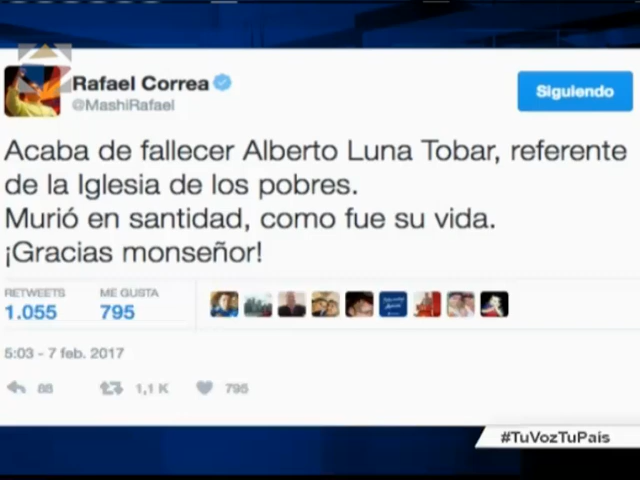 Rafael Correa
@MashiRafael
Siguiendo
Acaba de fallecer Alberto Luna Tobar, referente
de la Iglesia de los pobres.
Murió en santidad, como fue su vida.
¡Gracias monseñor!
RETWEETS
ME GUSTA
1.055
795
5:03 - 7 feb. 2017
88
1,1 K
795
#TuVozTuPaís